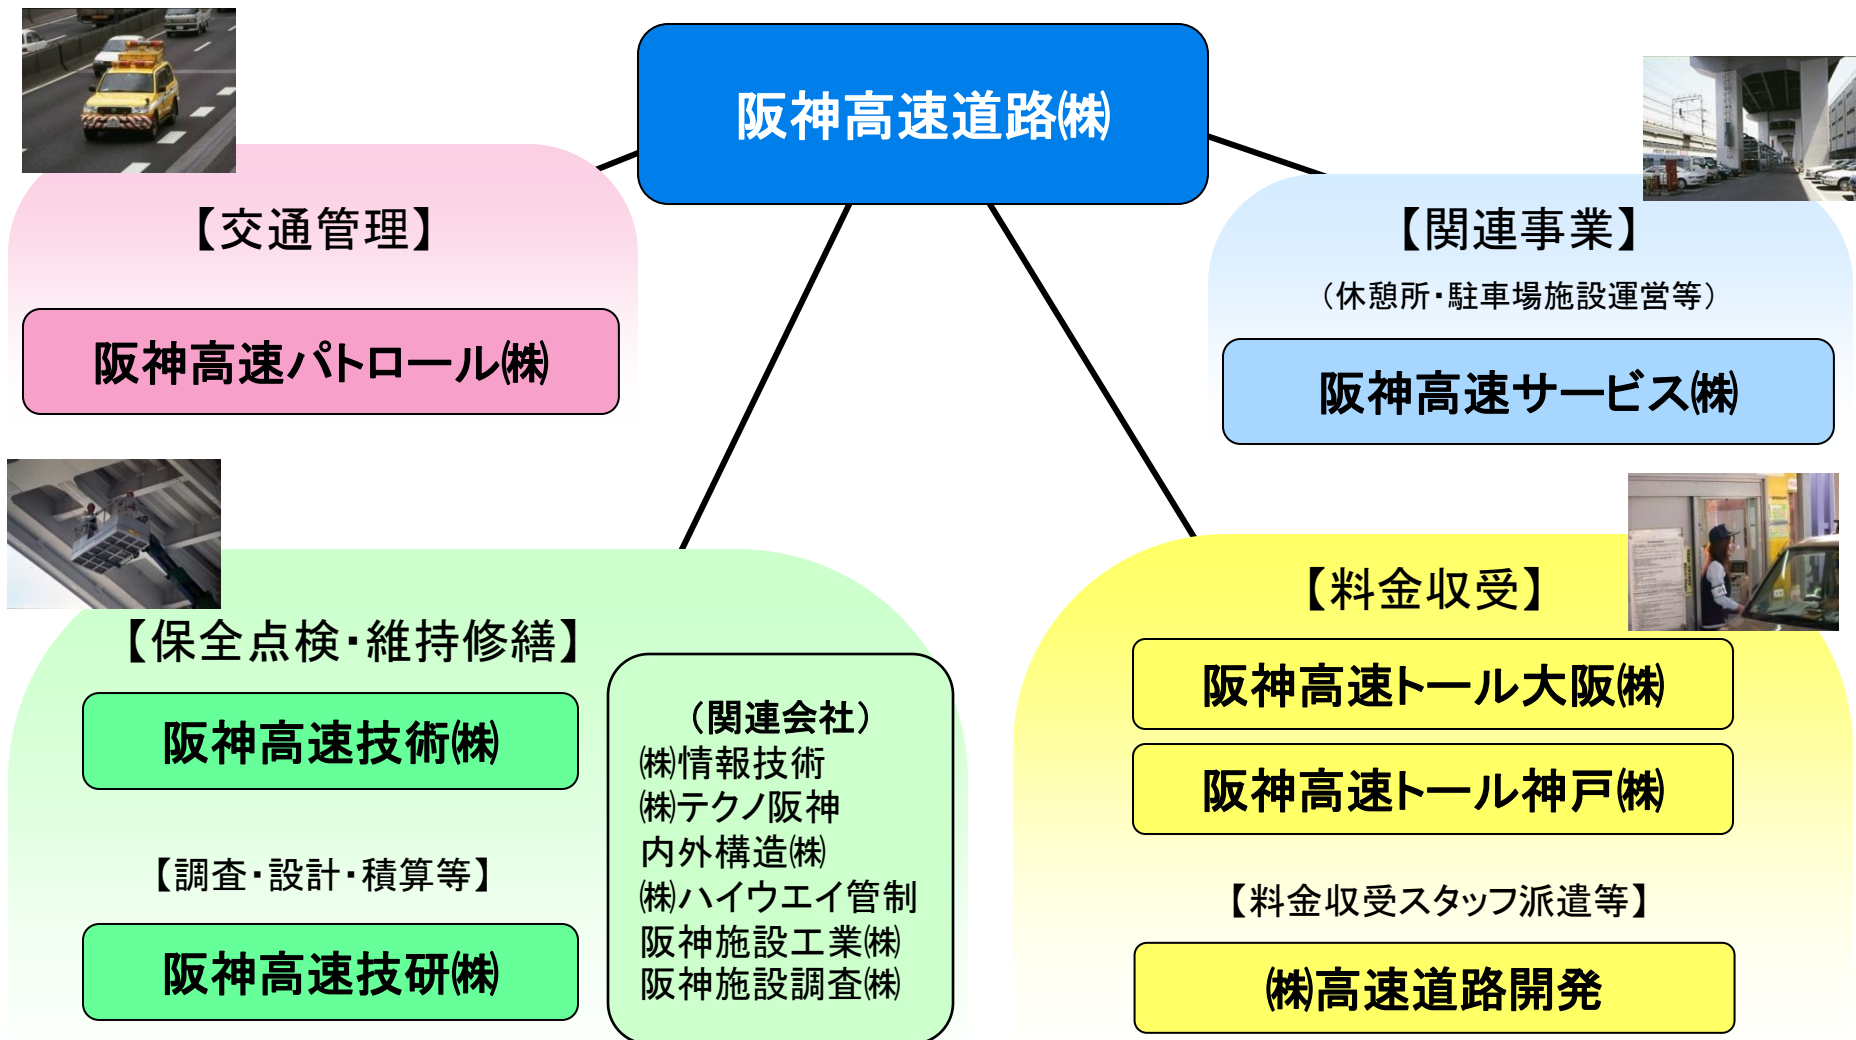 阪神高速道路㈱
【交通管理】
阪神高速パトロール㈱
【関連事業】
（休憩所・駐車場施設運営等）
阪神高速サービス㈱
【保全点検・維持修繕】
阪神高速技術㈱
【調査・設計・積算等】
阪神高速技研㈱
（関連会社）
㈱情報技術
㈱テクノ阪神
内外構造㈱
㈱ハイウエイ管制
阪神施設工業㈱
阪神施設調査㈱
【料金収受】
阪神高速トール大阪㈱
阪神高速トール神戸㈱
【料金収受スタッフ派遣等】
㈱高速道路開発